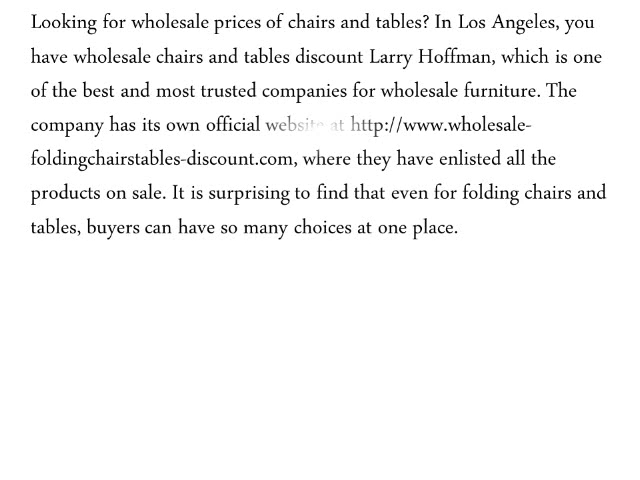 Looking for wholesale prices of chairs and tables? In Los Angeles, you
have wholesale chairs and tables discount Larry Hoffman, which is one
of the best and most trusted companies for wholesale furniture. The
company has its own official website at http://www.wholesale-
foldingchairstables-discount.com, where they have enlisted all the
products on sale. It is surprising to find that even for folding chairs and
tables, buyers can have so many choices at one place.